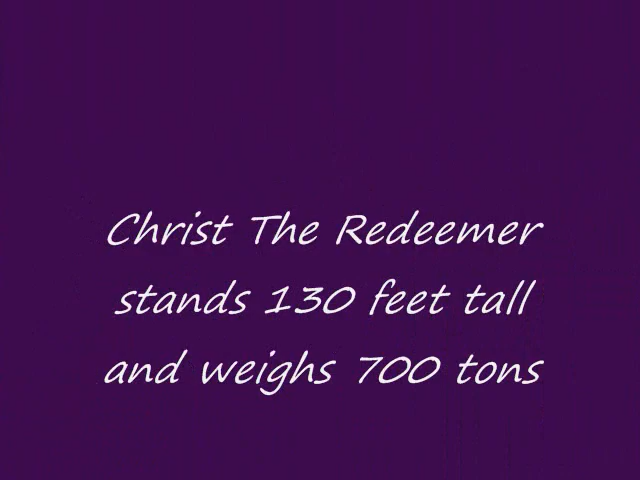 Christ The Redeemer
stands 130 feet tall
and weighs 700 tons